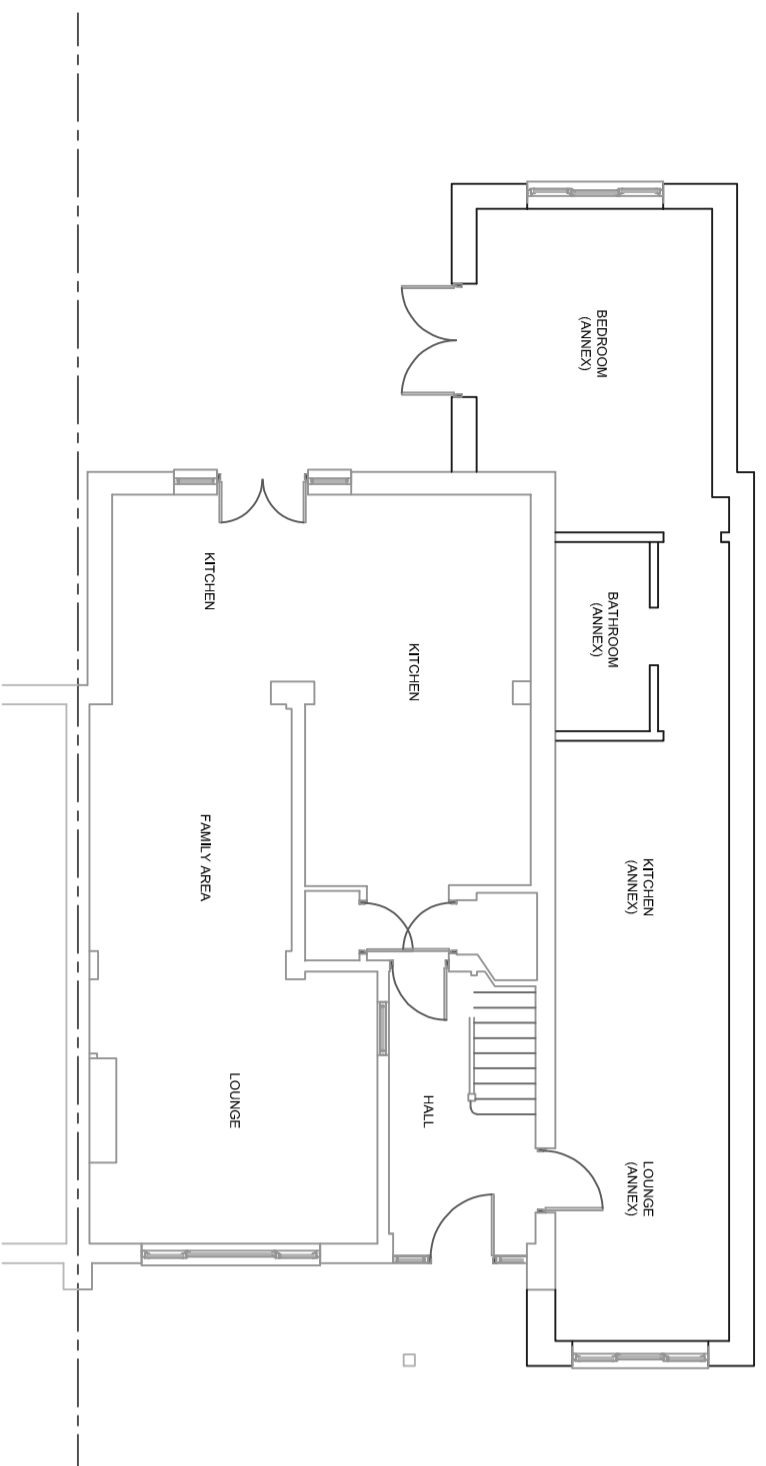 BEDROOM
(ANNEX)
BATHROOM
(ANNEX)
KITCHEN
(ANNEX)
LOUNGE
(ANNEX)
KITCHEN
KITCHEN
FAMILY AREA
HALL
LOUNGE